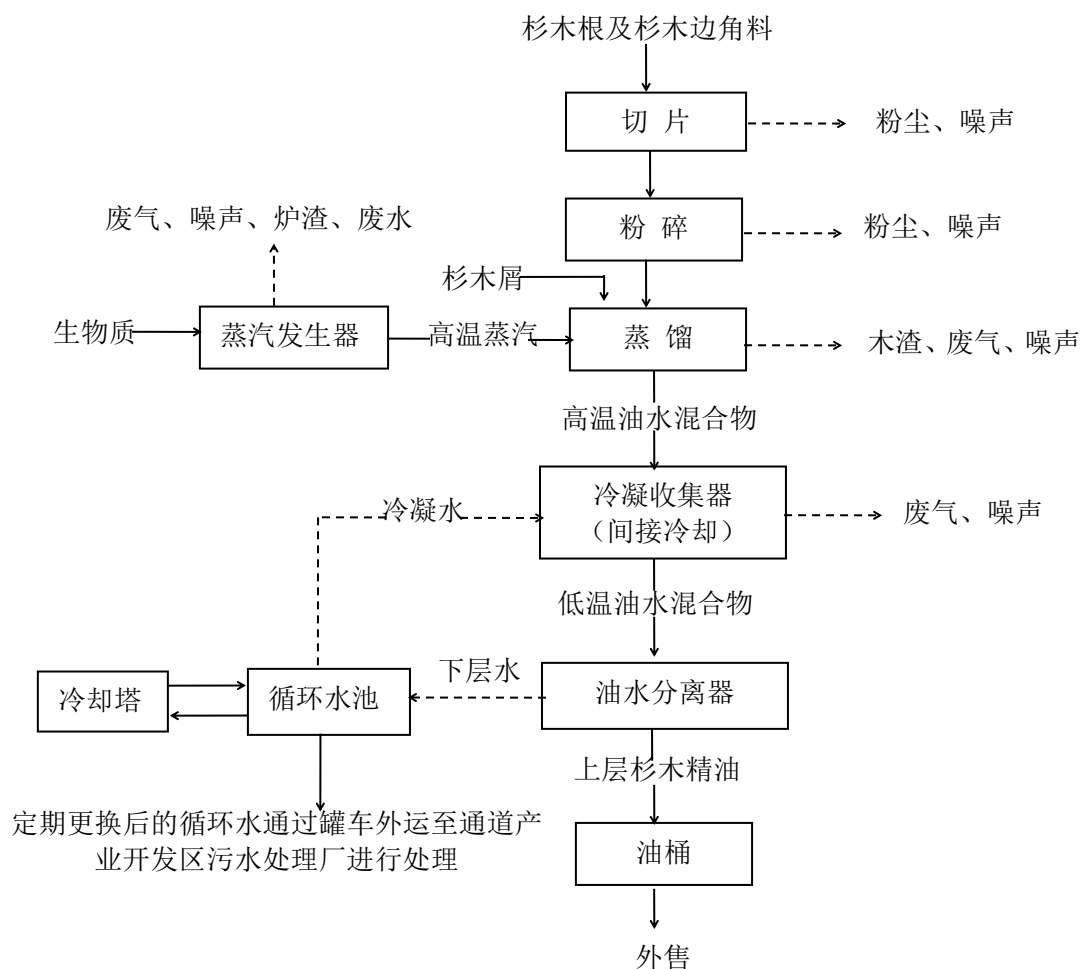 杉木根及杉木边角料
切 片
粉尘、噪声
粉 碎
粉尘、噪声
废气、噪声、炉渣、废水
杉木屑
生物质
蒸汽发生器
高温蒸汽
蒸 馏
木渣、废气、噪声
高温油水混合物
冷凝水
冷凝收集器
（间接冷却）
废气、噪声
低温油水混合物
冷却塔
循环水池
下层水
油水分离器
上层杉木精油
定期更换后的循环水通过罐车外运至通道产
业开发区污水处理厂进行处理
油桶
外售